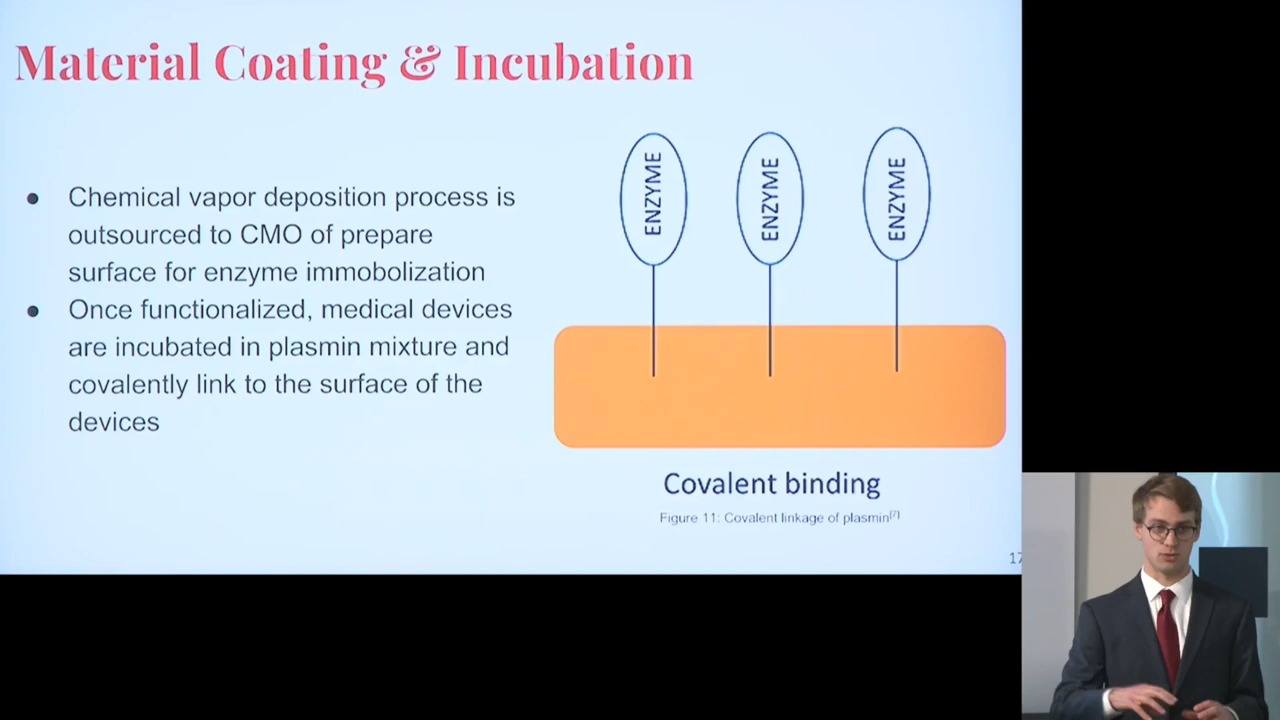 Material Coating & Incubation
● Chemical vapor deposition process is
outsourced to CMO of prepare
surface for enzyme immobolization
● Once functionalized, medical devices
are incubated in plasmin mixture and
covalently link to the surface of the
devices
ENZYME
ENZYME
ENZYME
Covalent binding
Figure 11: Covalent linkage of plasmin[7]
17